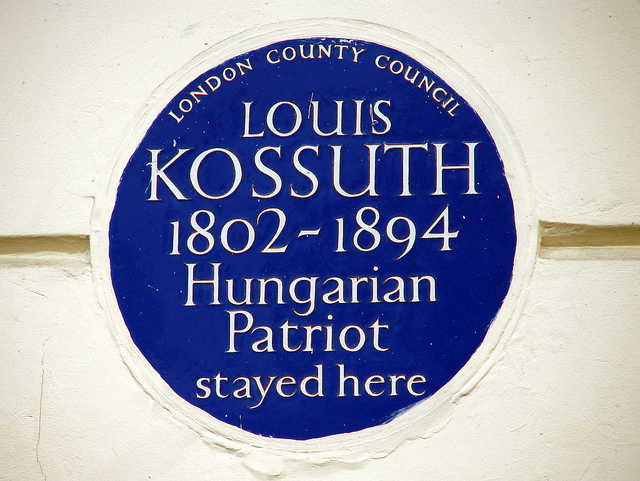 LONDON COUNTY COUNCIL
LOUIS
KOSSUTH
1802-1894
Hungarian
Patriot
stayed here